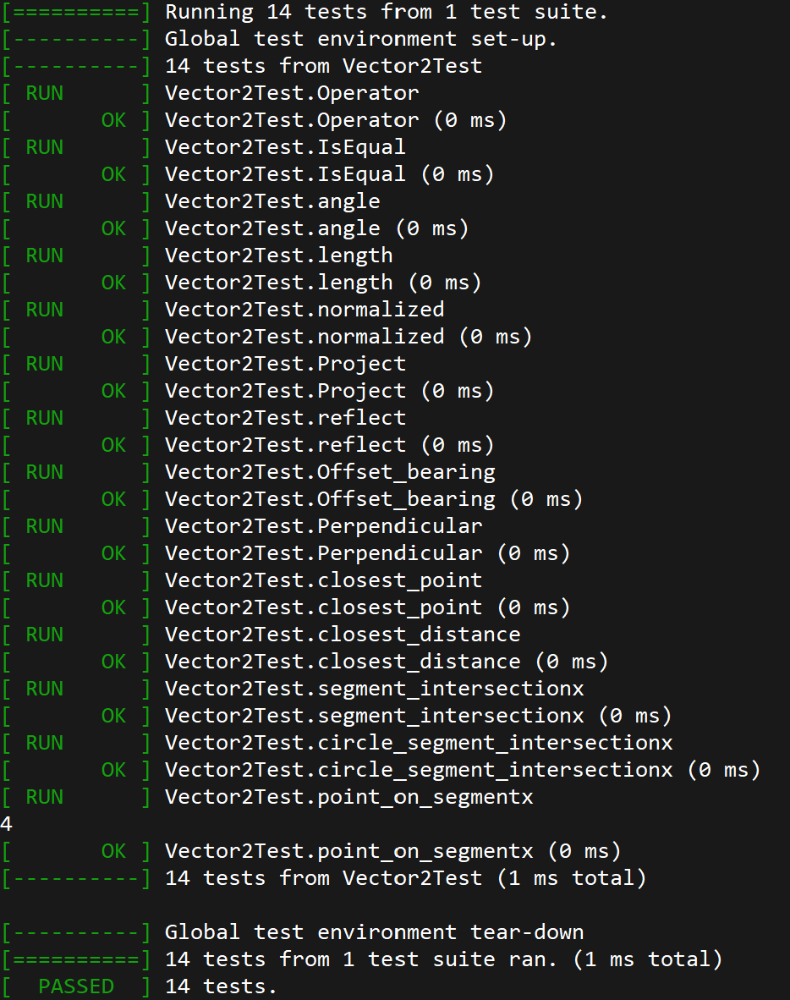 [==========] Running 14 tests from 1 test suite.
[----------] Global test environment set-up.
[----------] 14 tests from Vector2Test
[ RUN      ] Vector2Test.Operator
[       OK ] Vector2Test.Operator (0 ms)
[ RUN      ] Vector2Test.IsEqual
[       OK ] Vector2Test.IsEqual (0 ms)
[ RUN      ] Vector2Test.angle
[       OK ] Vector2Test.angle (0 ms)
[ RUN      ] Vector2Test.length
[       OK ] Vector2Test.length (0 ms)
[ RUN      ] Vector2Test.normalized
[       OK ] Vector2Test.normalized (0 ms)
[ RUN      ] Vector2Test.Project
[       OK ] Vector2Test.Project (0 ms)
[ RUN      ] Vector2Test.reflect
[       OK ] Vector2Test.reflect (0 ms)
[ RUN      ] Vector2Test.Offset_bearing
[       OK ] Vector2Test.Offset_bearing (0 ms)
[ RUN      ] Vector2Test.Perpendicular
[       OK ] Vector2Test.Perpendicular (0 ms)
[ RUN      ] Vector2Test.closest_point
[       OK ] Vector2Test.closest_point (0 ms)
[ RUN      ] Vector2Test.closest_distance
[       OK ] Vector2Test.closest_distance (0 ms)
[ RUN      ] Vector2Test.segment_intersectionx
[       OK ] Vector2Test.segment_intersectionx (0 ms)
[ RUN      ] Vector2Test.circle_segment_intersectionx
[       OK ] Vector2Test.circle_segment_intersectionx (0 ms)
[ RUN      ] Vector2Test.point_on_segmentx
4
[       OK ] Vector2Test.point_on_segmentx (0 ms)
[----------] 14 tests from Vector2Test (1 ms total)

[----------] Global test environment tear-down
[==========] 14 tests from 1 test suite ran. (1 ms total)
[  PASSED  ] 14 tests.